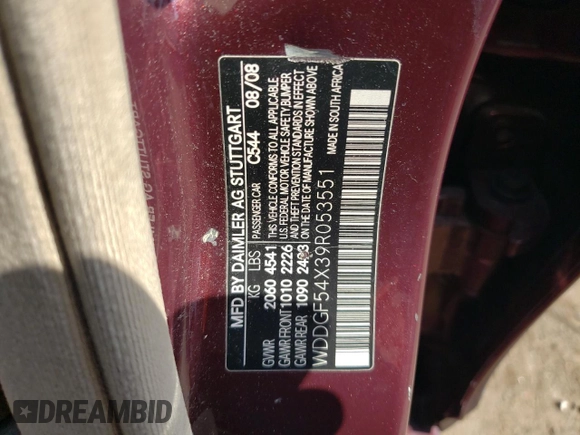 MFD BY DAIMLER AG STUTTGART
KG LBS PASSENGER CAR C544 08/08
GVWR 2060 4541 THIS VEHICLE CONFORMS TO ALL APPLICABLE
GAWR FRONT 1010 2226 U.S. FEDERAL MOTOR VEHICLE SAFETY, BUMPER
GAWR REAR 1090 2403 AND THEFT PREVENTION STANDARDS IN EFFECT
ON THE DATE OF MANUFACTURE SHOWN ABOVE
WDDGF54X39R053551 MADE IN SOUTH AFRICA
DREAMBID